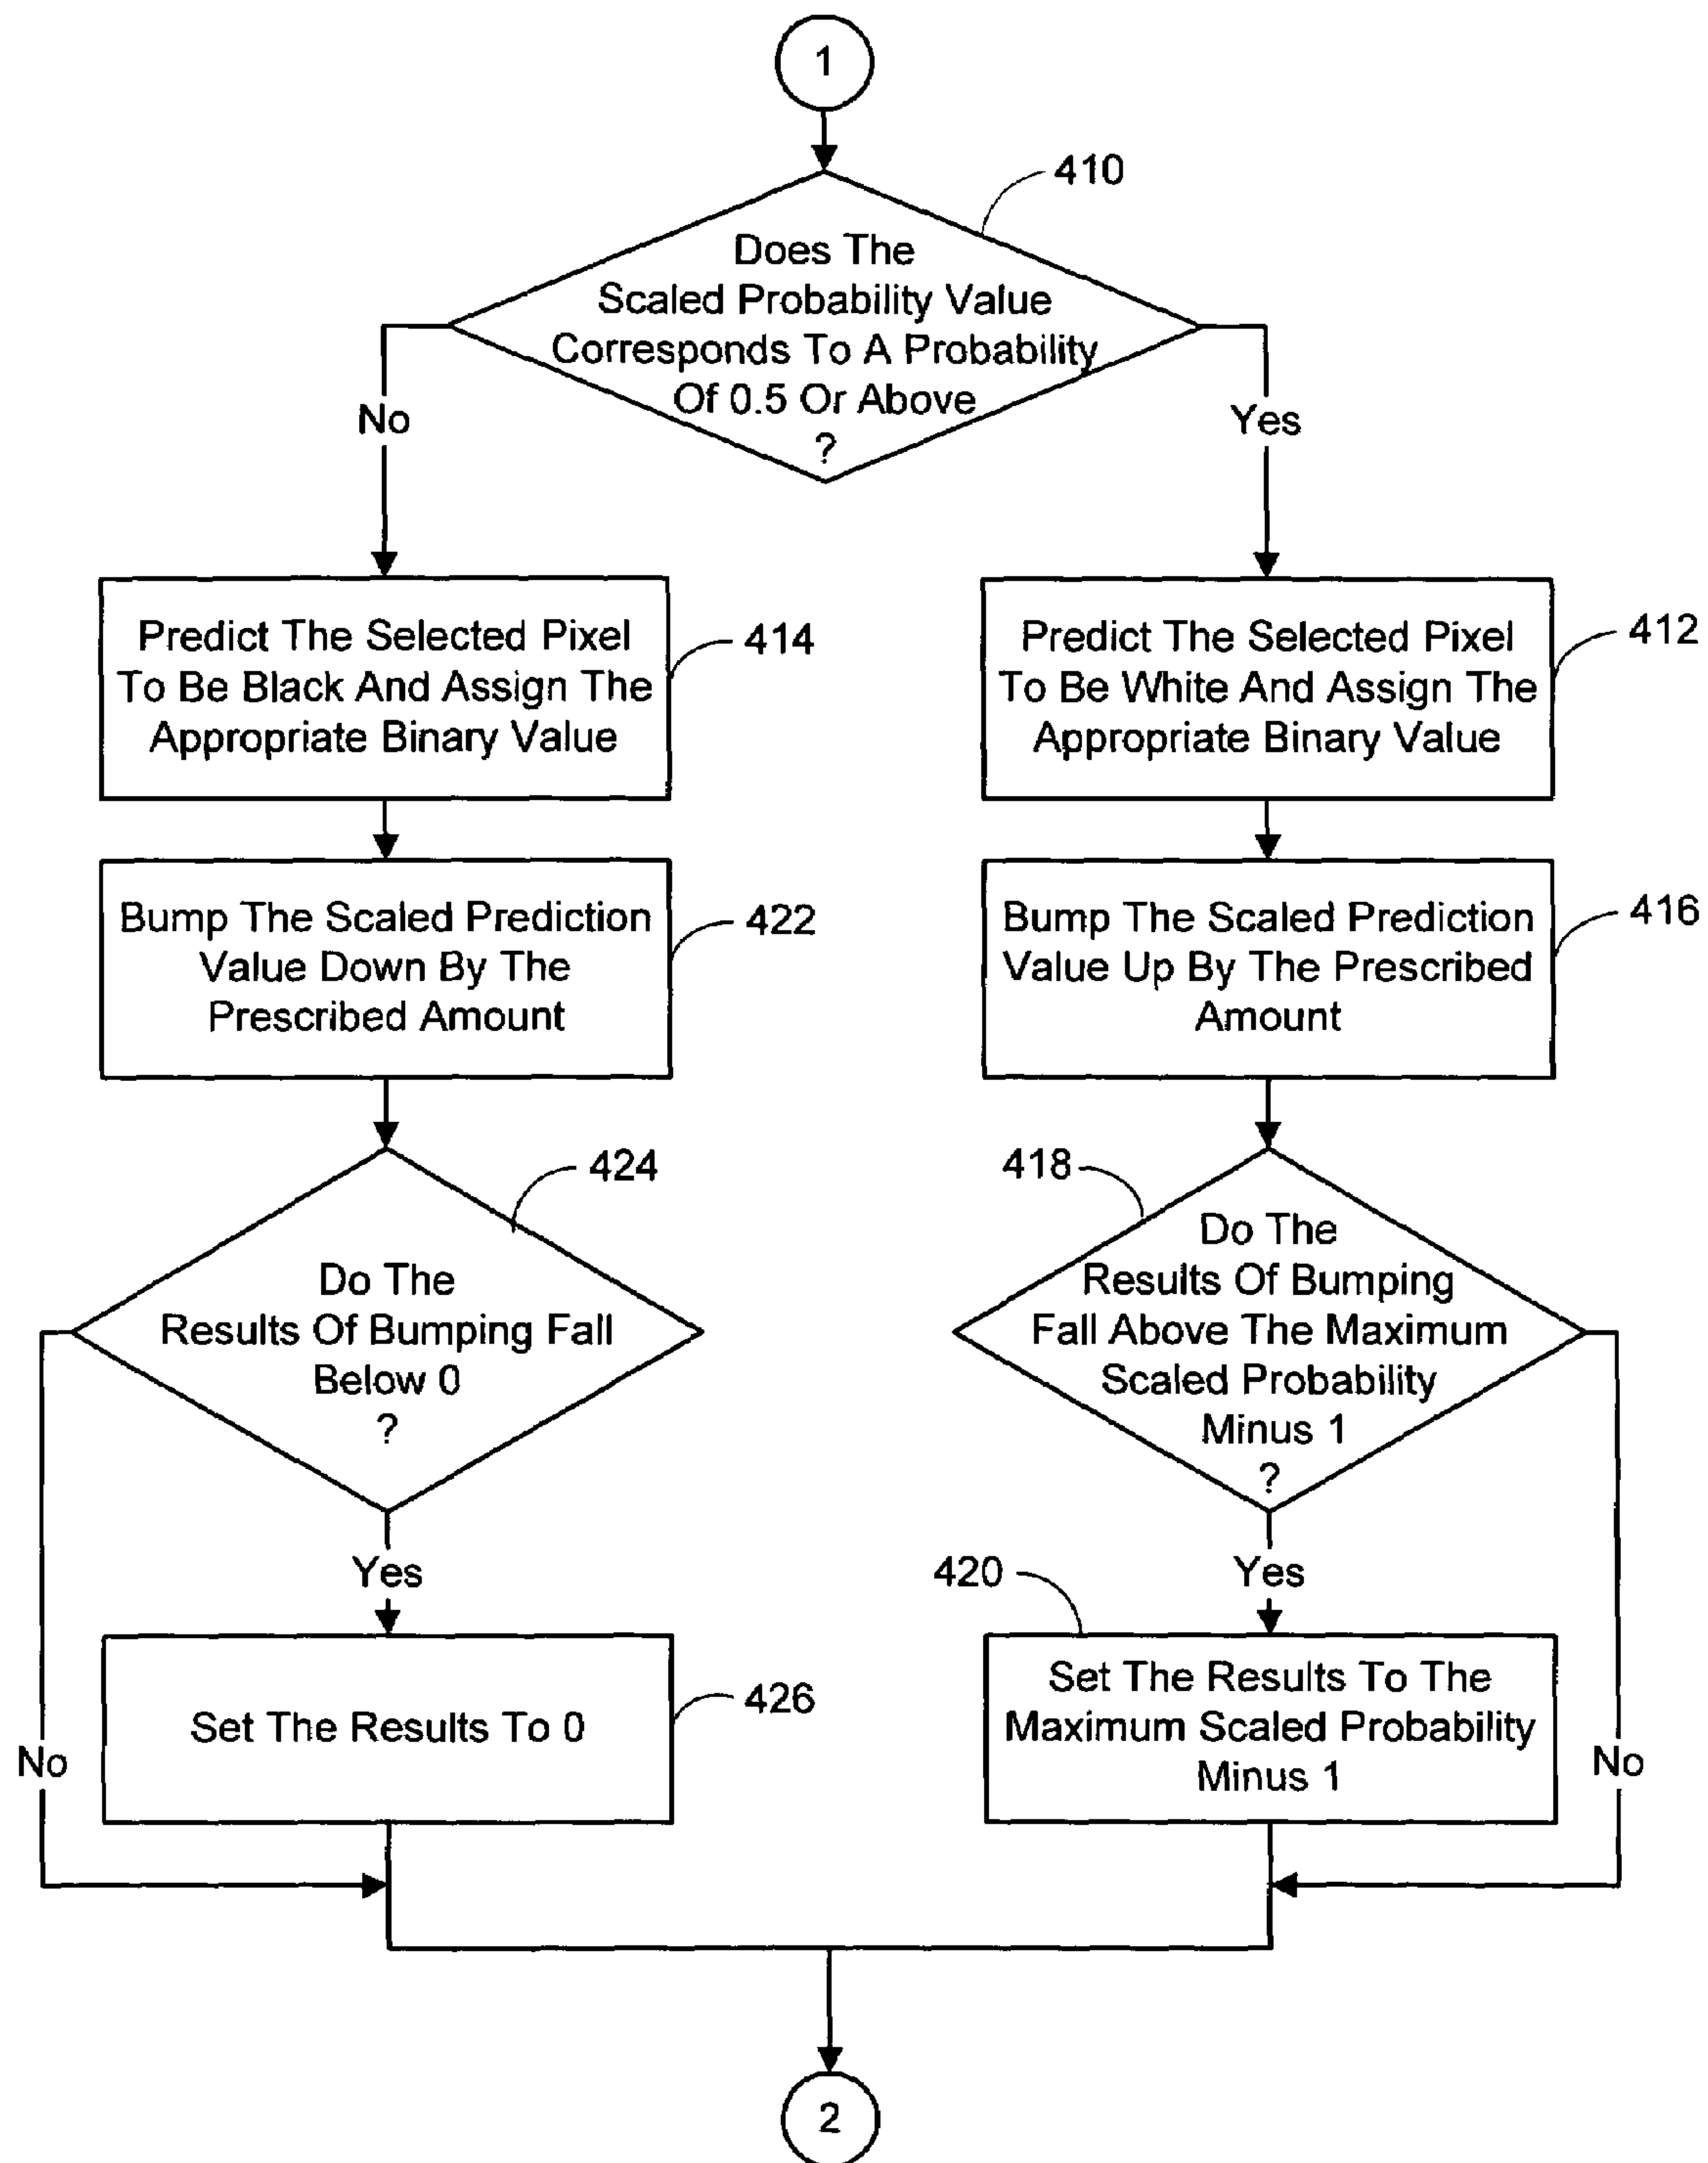 1
410
Does The
Scaled Probability Value
Corresponds To A Probability
Of 0.5 Or Above
?
No
Yes
Predict The Selected Pixel
To Be Black And Assign The
Appropriate Binary Value
414
Predict The Selected Pixel
To Be White And Assign The
Appropriate Binary Value
412
Bump The Scaled Prediction
Value Down By The
Prescribed Amount
422
Bump The Scaled Prediction
Value Up By The Prescribed
Amount
416
424
Do The
Results Of Bumping Fall
Below 0
?
418
Do The
Results Of Bumping
Fall Above The Maximum
Scaled Probability
Minus 1
?
Yes
420
Yes
Set The Results To 0
426
Set The Results To The
Maximum Scaled Probability
Minus 1
No
No
2